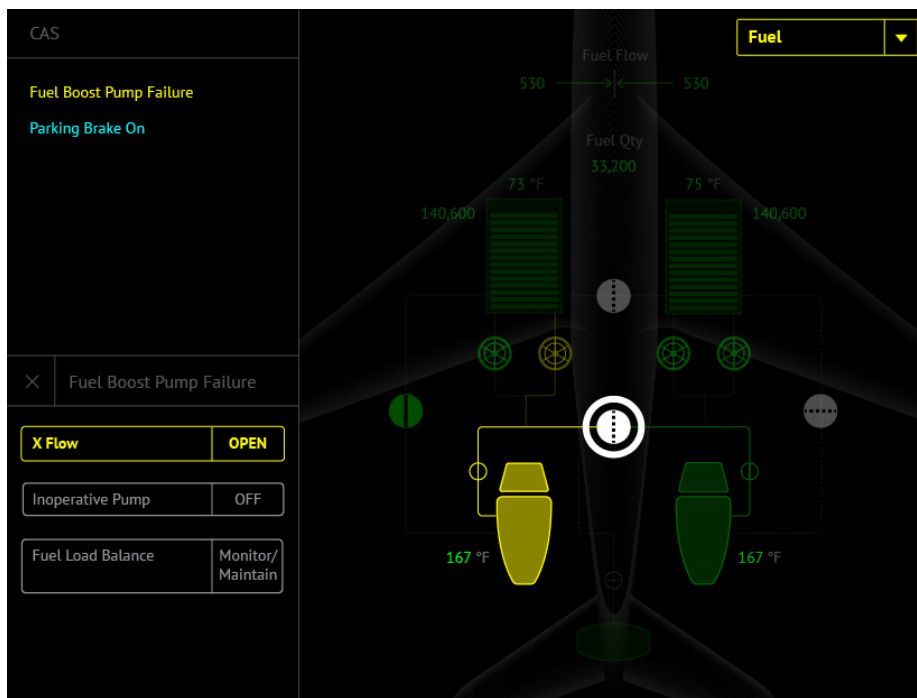 CAS
Fuel Boost Pump Failure
Parking Brake On
Fuel Boost Pump Failure
X Flow OPEN
Inoperative Pump OFF
Fuel Load Balance Monitor/
Maintain
Fuel
Fuel Flow
530 530
Fuel Qty
33,200
73 °F 75 °F
140,600 140,600
167 °F 167 °F